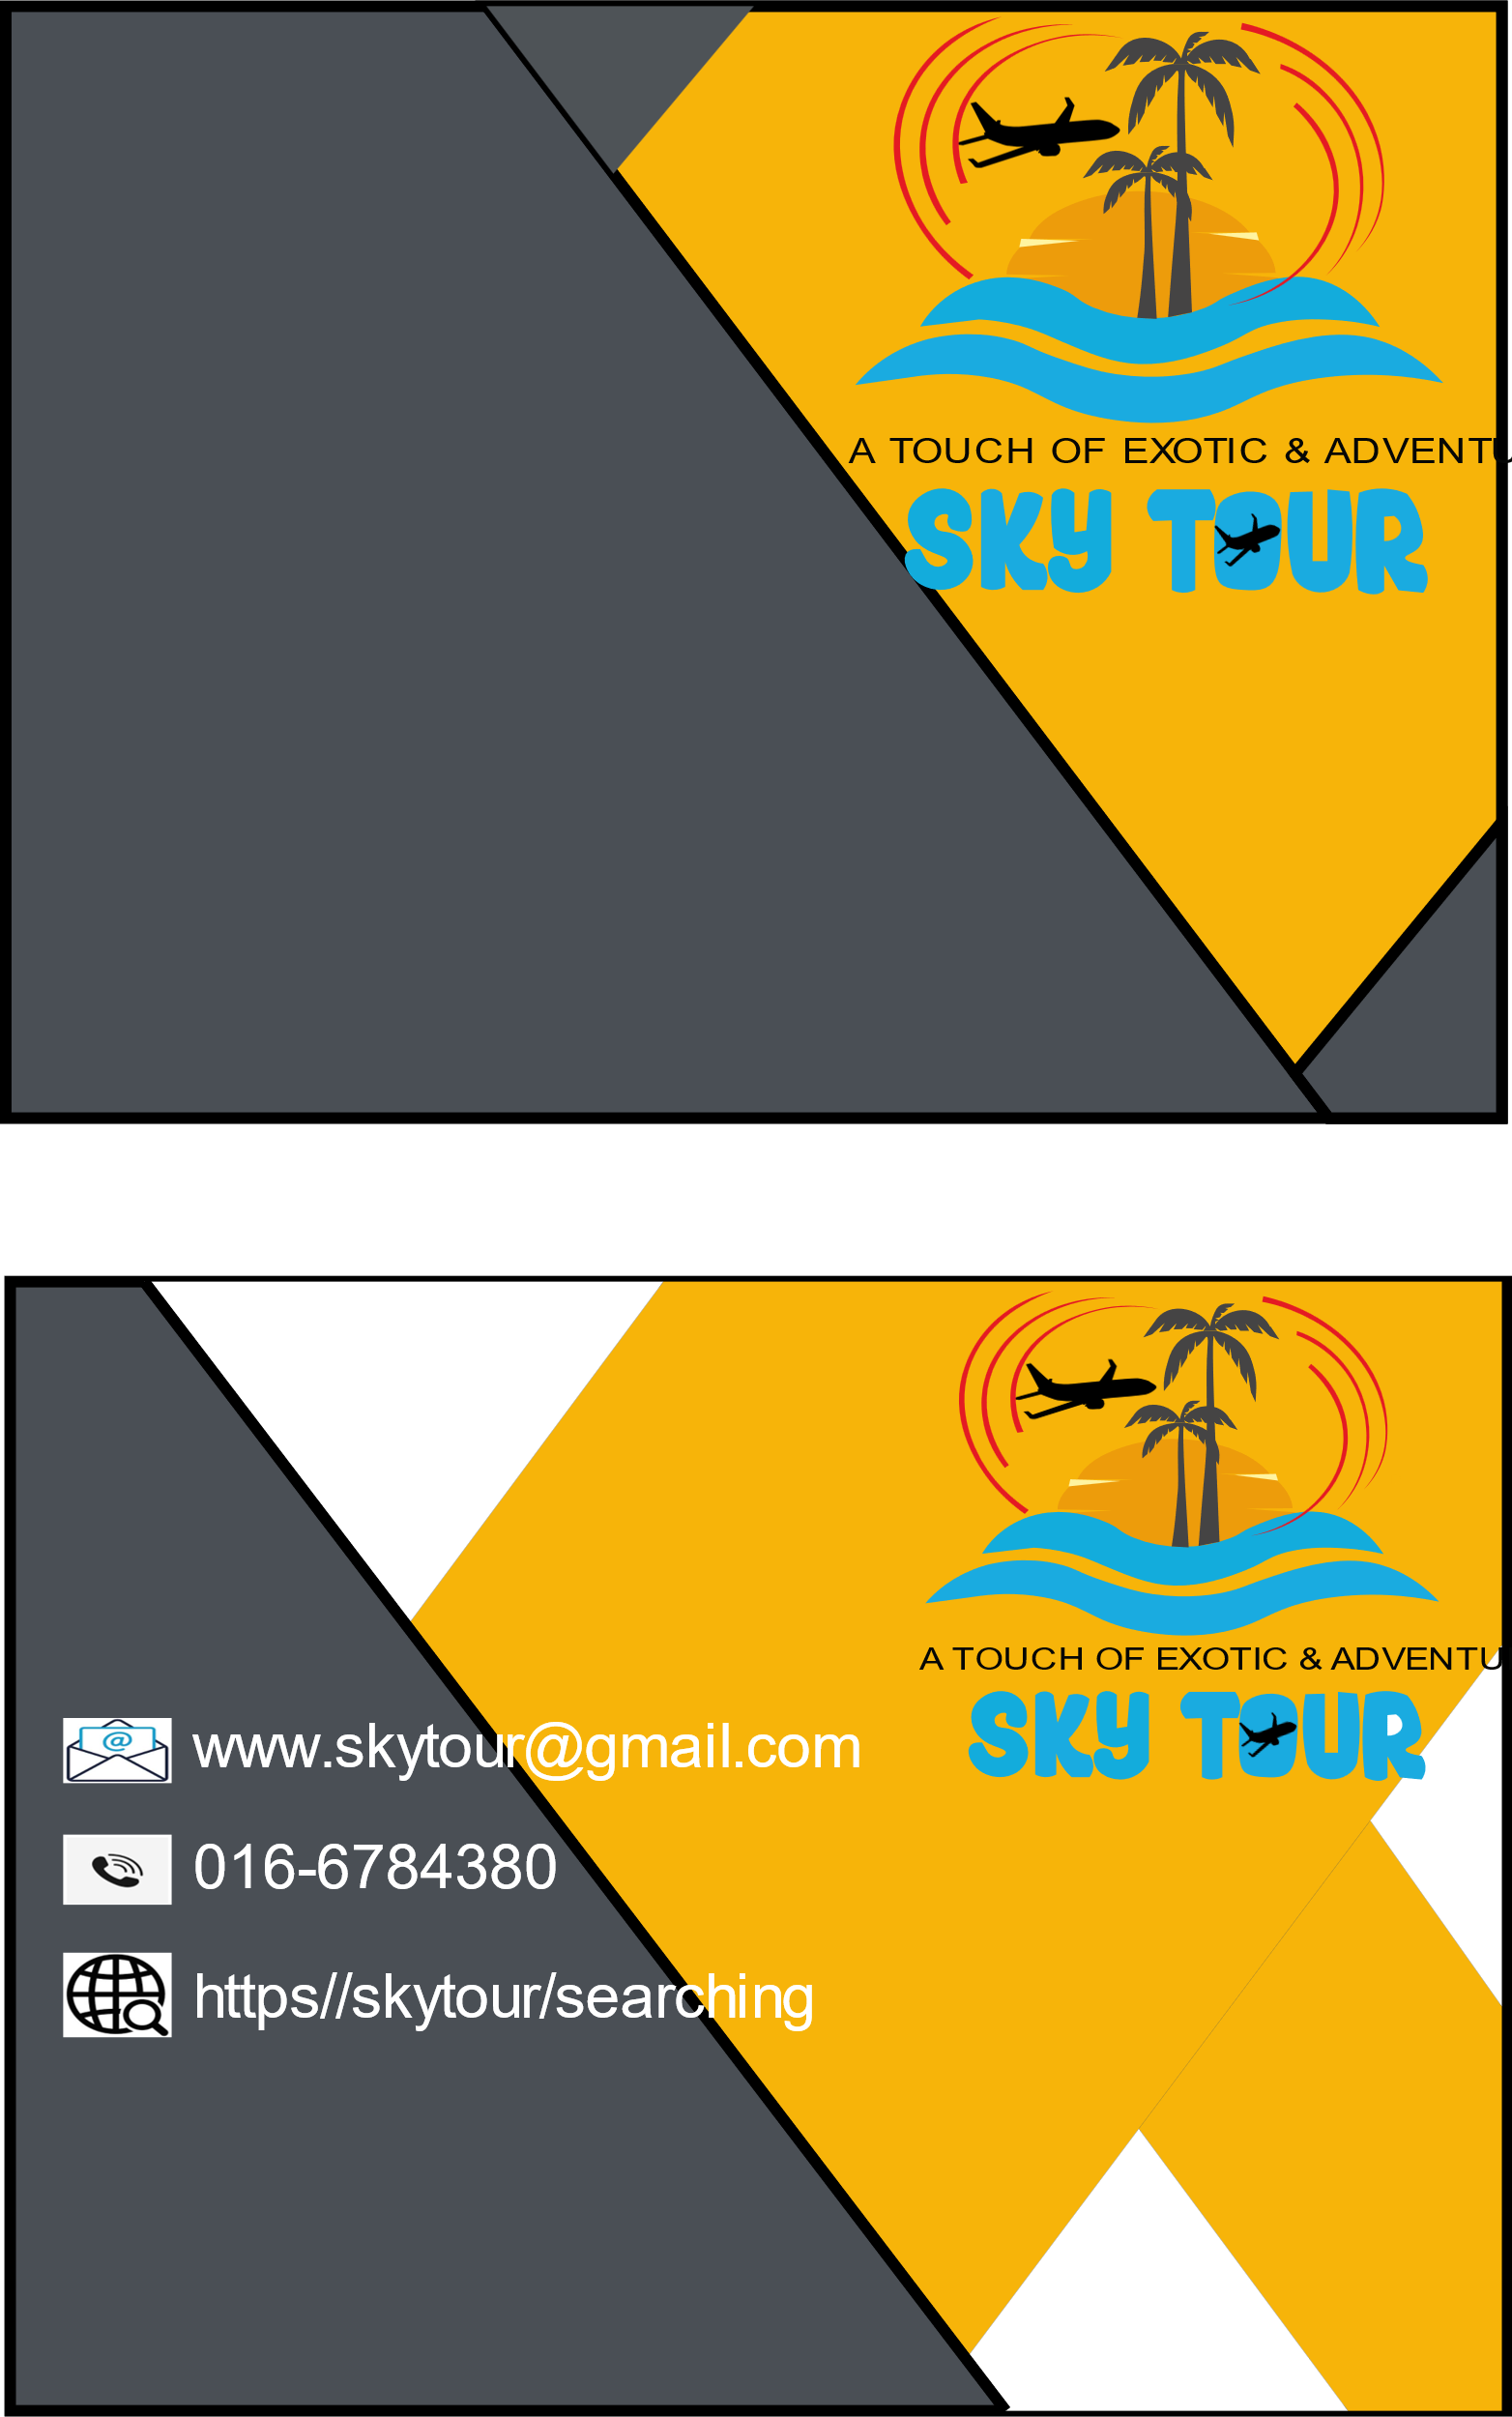 A TOUCH OF EXOTIC & ADVENTU
SKY TOUR
A TOUCH OF EXOTIC & ADVENTU
SKY TOUR
@ www.skytour@gmail.com
016-6784380
https//skytour/searching